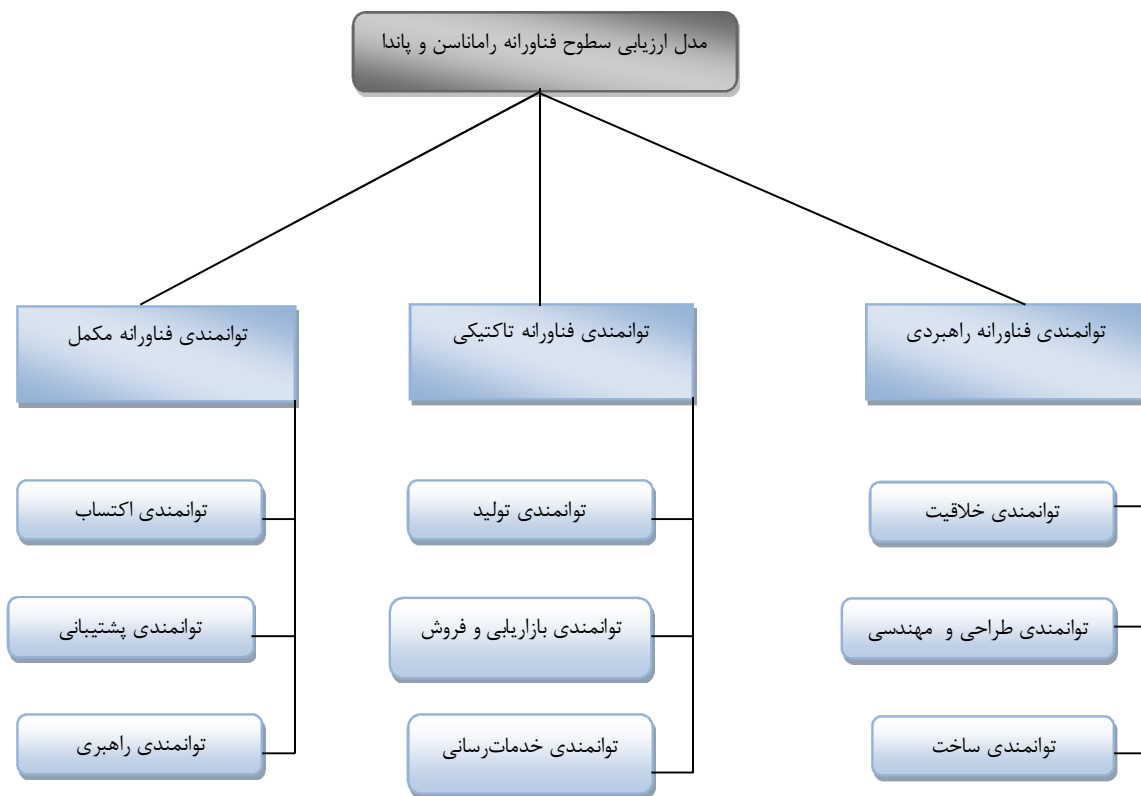 مدل ارزیابی سطوح فناورانه راماناسن و پاندا
توانمندی فناورانه راهبردی
توانمندی فناورانه تاکتیکی
توانمندی فناورانه مکمل
توانمندی خلاقیت
توانمندی تولید
توانمندی اکتساب
توانمندی طراحی و مهندسی
توانمندی بازاریابی و فروش
توانمندی پشتیبانی
توانمندی ساخت
توانمندی خدمات‌رسانی
توانمندی راهبری